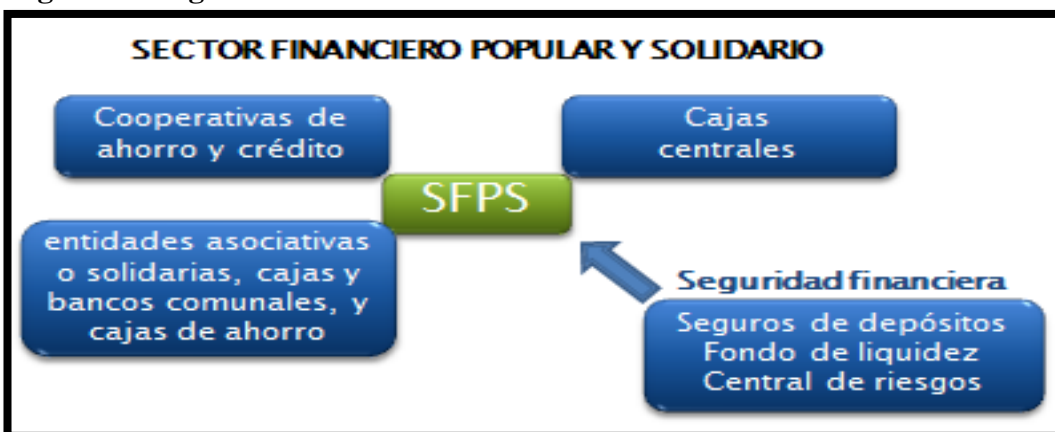 SECTOR FINANCIERO POPULAR Y SOLIDARIO
Cooperativas de
ahorro y crédito
Cajas
centrales
SFPS
entidades asociativas
o solidarias, cajas y
bancos comunales, y
cajas de ahorro
Seguridad financiera
Seguros de depósitos
Fondo de liquidez
Central de riesgos